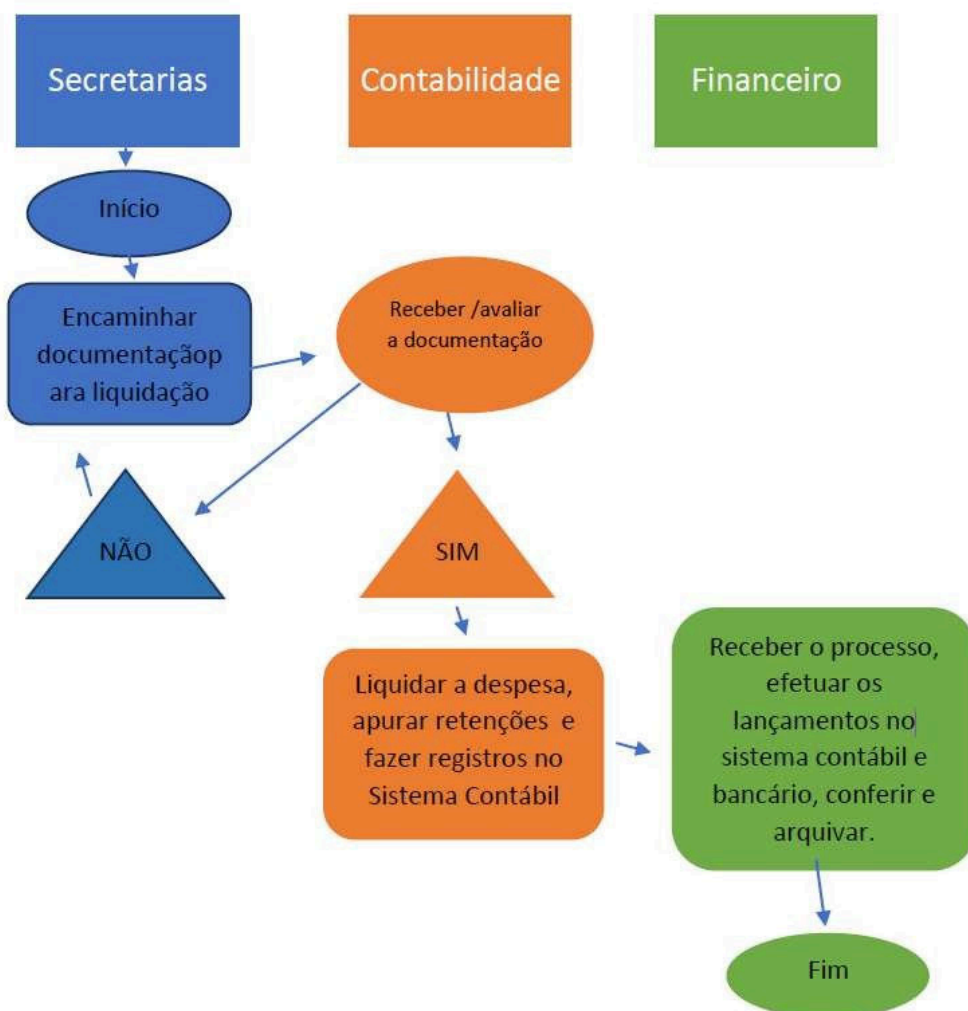 Secretarias
Contabilidade
Financeiro
Início
Encaminhar
documentaçãop
ara liquidação
Receber /avaliar
a documentação
NÃO
SIM
Liquidar a despesa,
apurar retenções e
fazer registros no
Sistema Contábil
Receber o processo,
efetuar os
lançamentos no
sistema contábil e
bancário, conferir e
arquivar.
Fim